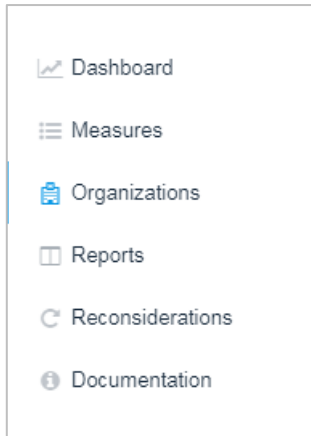 Dashboard
Measures
Organizations
Reports
Reconsiderations
Documentation